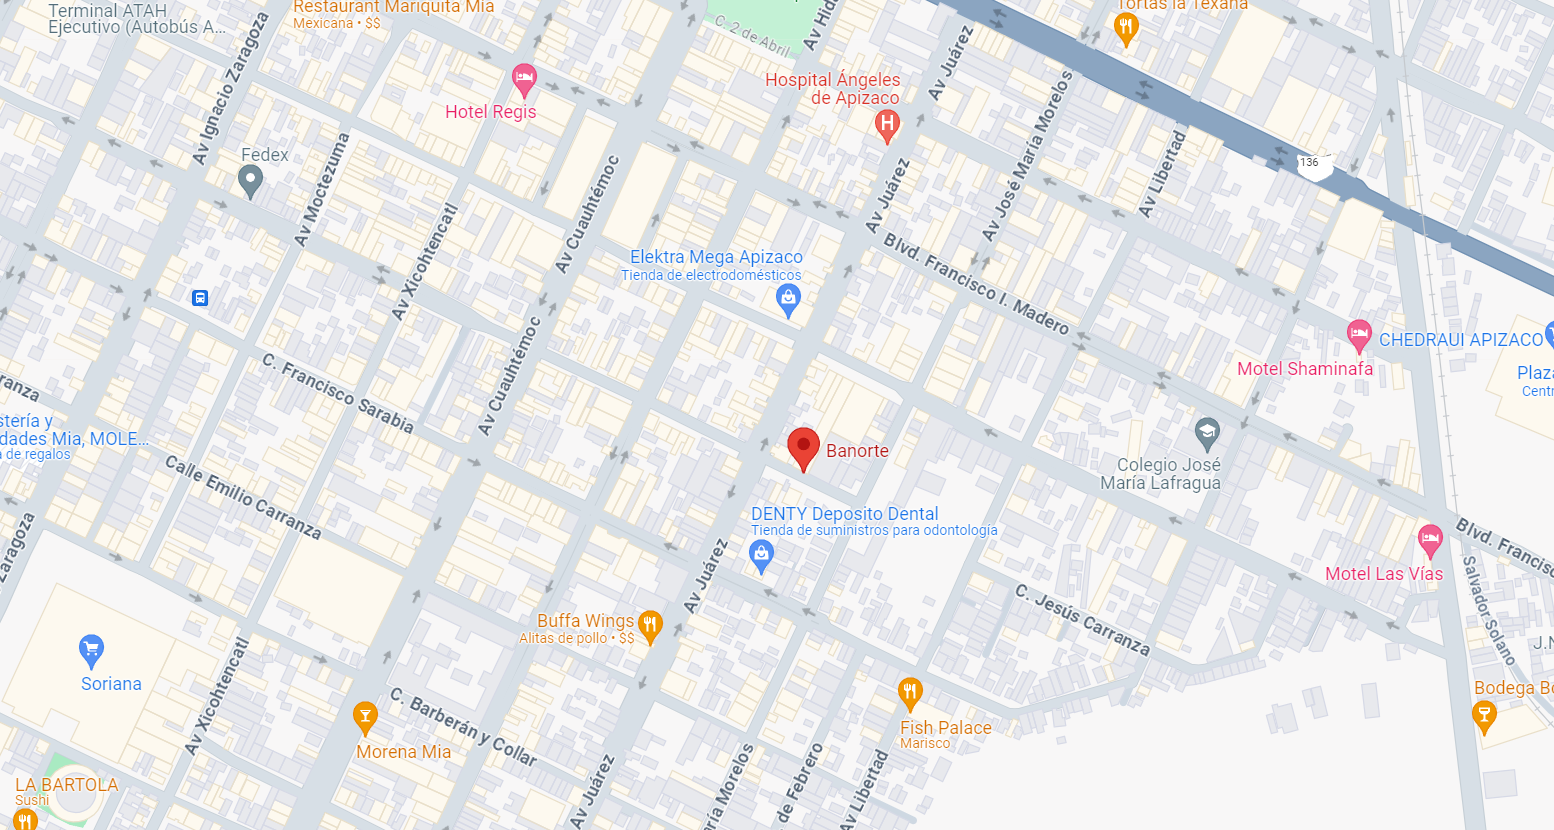 Terminal ATAH
Ejecutivo (Autobús A...
Restaurant Mariquita Mia
Mexicana • $$
Tortas la Texana
C. 2 de Abril
Av Ignacio Zaragoza
Av Juárez
Hospital Ángeles
de Apizaco
Hotel Regis
Av José María Morelos
Fedex
Av Moctezuma
136
Av Libertad
Av Cuauhtémoc
Av Juárez
Av Xicohtencatl
Elektra Mega Apizaco
Tienda de electrodomésticos
Blvd. Francisco I. Madero
CHEDRAUI APIZACO
Motel Shaminafa
Plaza
Centr
C. Francisco Sarabia
Av Cuauhtémoc
ranza
stería y
dades Mia, MOLE...
a de regalos
Banorte
Colegio José
María Lafragua
Calle Emilio Carranza
DENTY Deposito Dental
Tienda de suministros para odontología
Zaragoza
Blvd. Francisco
Av Juárez
Motel Las Vías
Salvador Solano
C. Jesús Carranza
Buffa Wings
Alitas de pollo • $$
J.N
Soriana
Av Xicohtencatl
C. Barberán y Collar
Bodega Bo
Fish Palace
Marisco
Morena Mia
LA BARTOLA
Sushi
Av Juárez
ría Morelos
de Febrero
Av Libertad